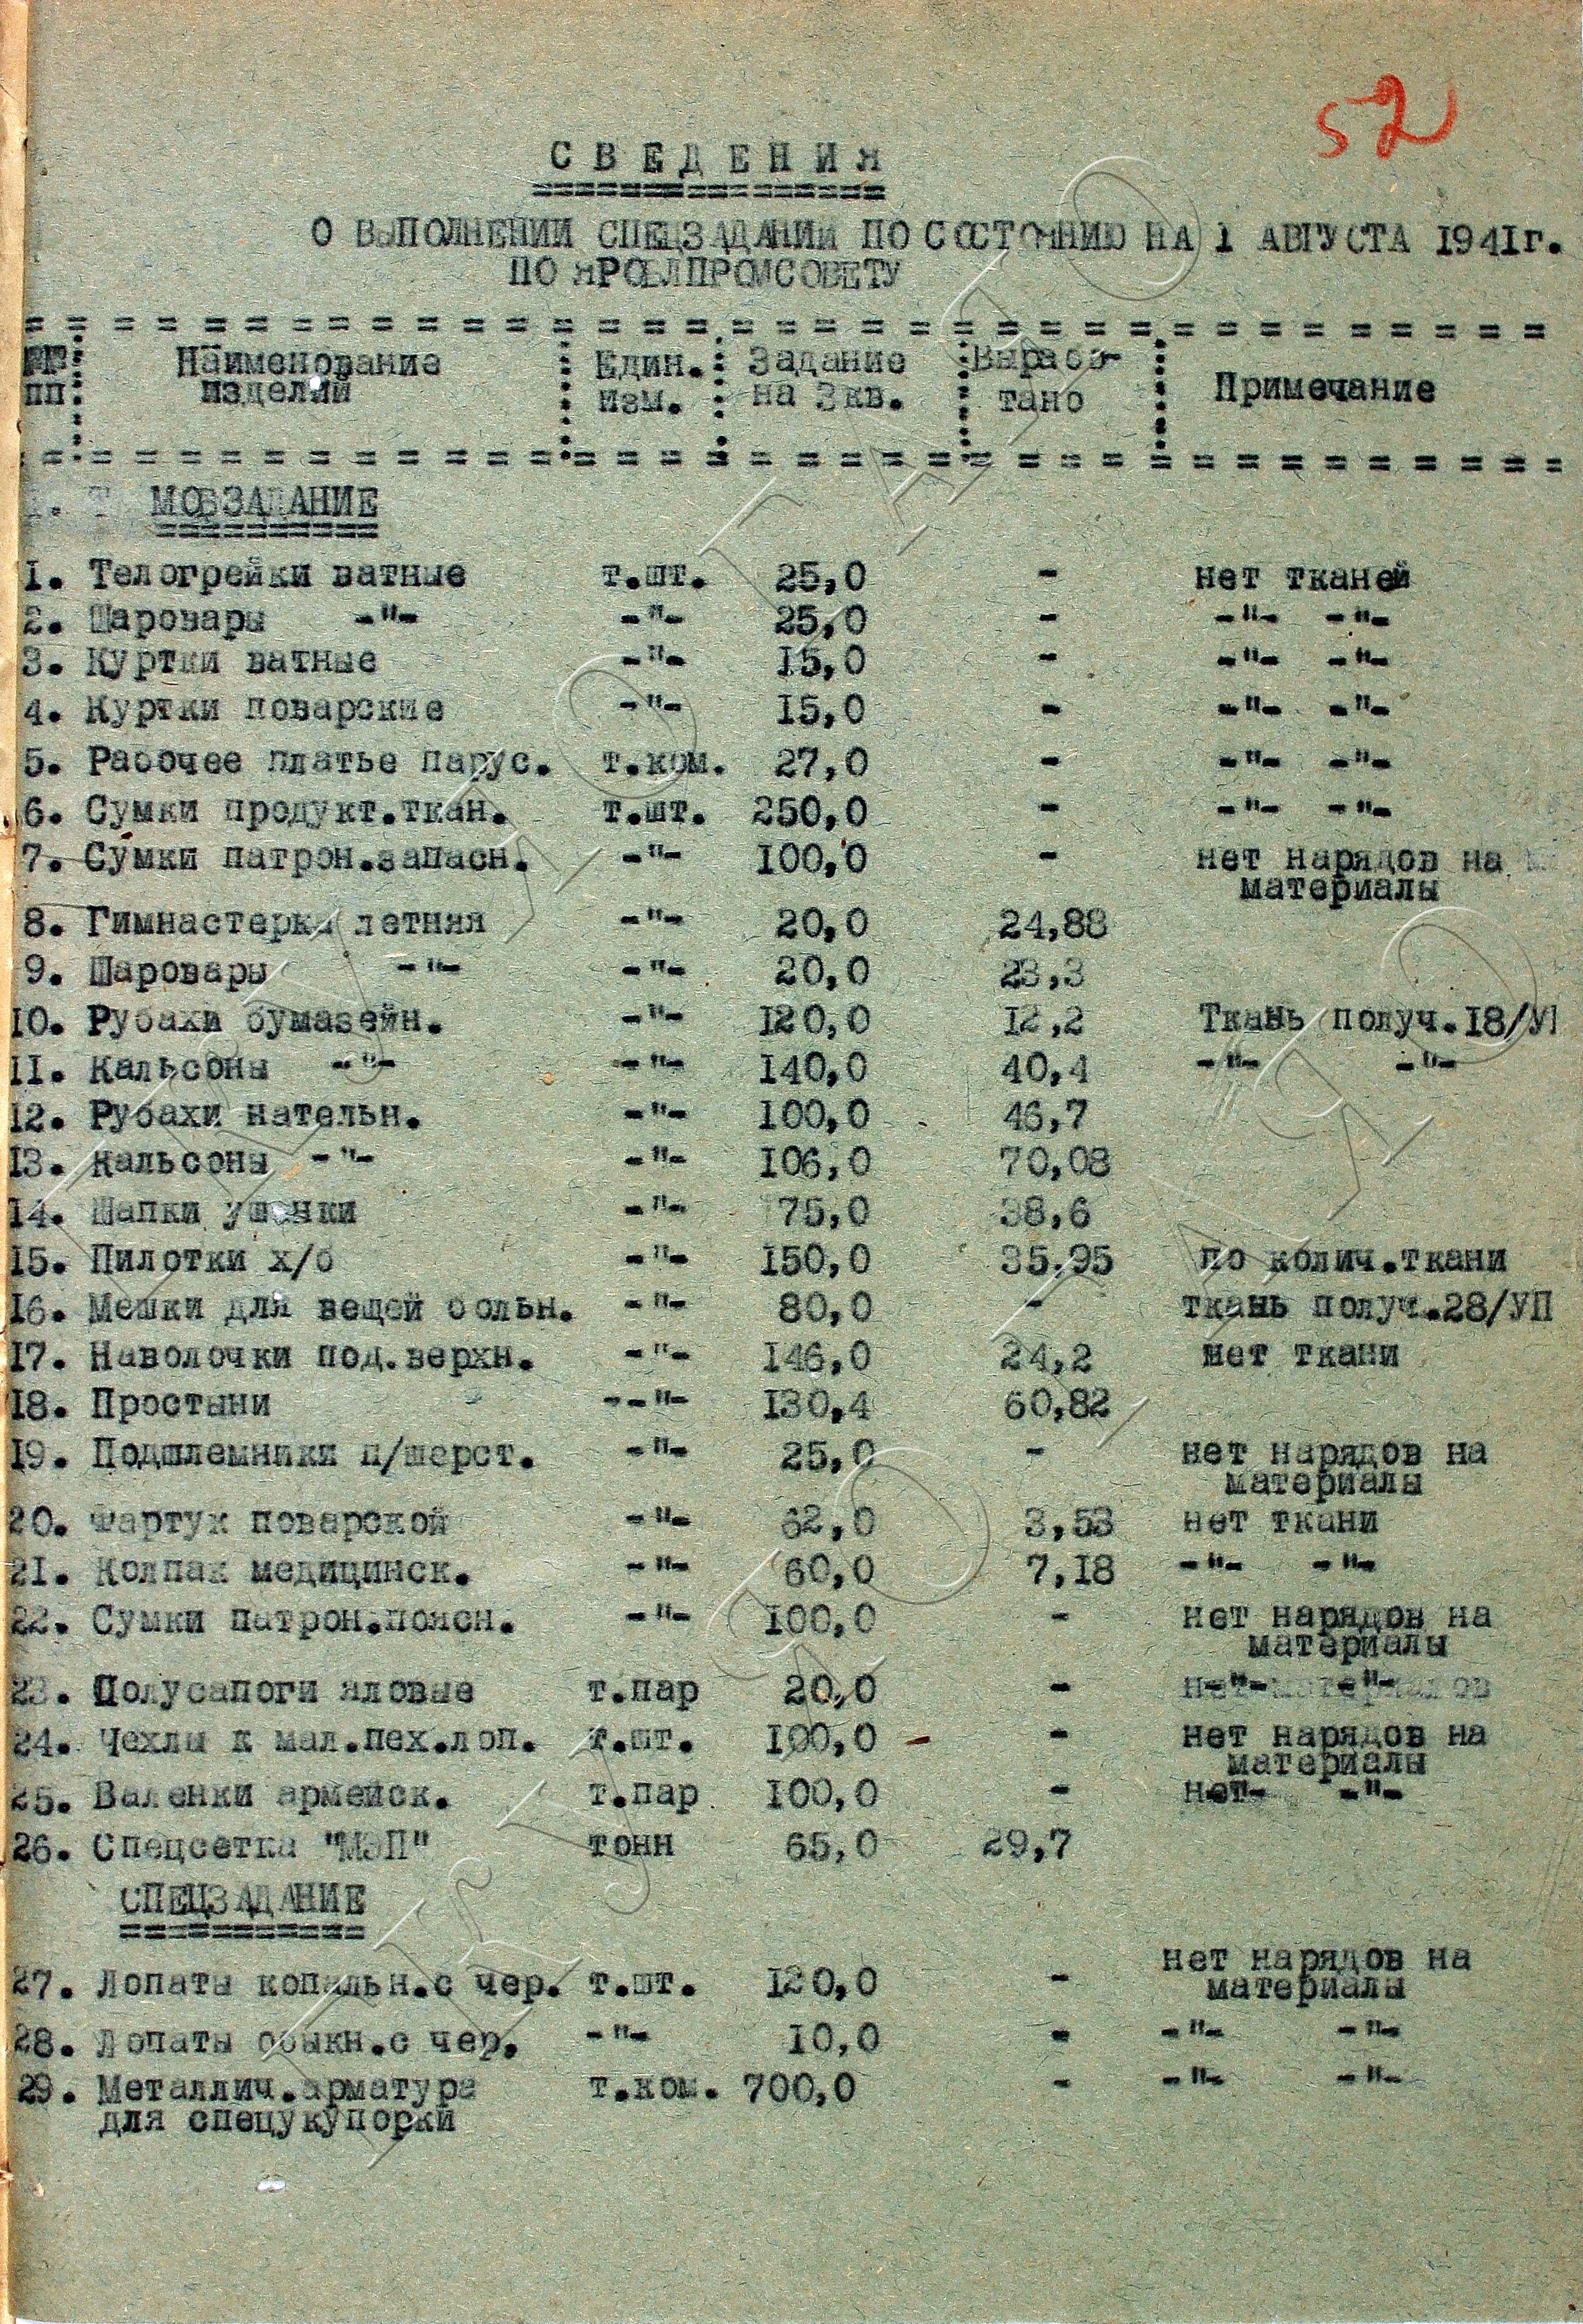 52
С В Е Д Е Н И Я
О ВЫПОЛНЕНИИ СПЕЦЗАДАНИИ ПО СОСТОЯНИЮ НА 1 АВГУСТА 1941г.
ПО ЯРОБЛПРОМСОВЕТУ
№№ пп : Наименование изделий : Един. изм. : Задание на 3 кв. : Вырабо-тано : Примечание
МОБЗАДАНИЕ
1. Телогрейки ватные т.шт. 25,0 - нет тканей
2. Шаровары -"- -"- 25,0 - -"- -"-
3. Куртки ватные -"- 15,0 - -"- -"-
4. Куртки поварские -"- 15,0 - -"- -"-
5. Рабочее платье парус. т.ком. 27,0 - -"- -"-
6. Сумки продукт.ткан. т.шт. 250,0 - -"- -"-
7. Сумки патрон.запасн. -"- 100,0 - нет нарядов на
материалы
8. Гимнастерка летняя -"- 20,0 24,88
9. Шаровары -"- -"- 20,0 23,3
10. Рубахи бумазейн. -"- 120,0 12,2 Ткань получ.18/УП
11. Кальсоны -"- -"- 140,0 40,4 -"- -"-
12. Рубахи нательн. -"- 100,0 46,7
13. Кальсоны -"- -"- 106,0 70,08
14. Шапки ушанки -"- 75,0 38,6
15. Пилотки х/б -"- 150,0 35.95 по колич.ткани
16. Мешки для вещей больн. -"- 80,0 - ткань получ.28/УП
17. Наволочки под.верхн. -"- 146,0 24,2 нет ткани
18. Простыни --"- 130,4 60,82
19. Подшлемники п/шерст. -"- 25,0 - нет нарядов на
материалы
20. Фартук поварской -"- 62,0 3,53 нет ткани
21. Колпак медицинск. -"- 60,0 7,18 -"- -"-
22. Сумки патрон.поясн. -"- 100,0 - нет нарядов на
материалы
23. Полусапоги яловые т.пар 20,0 - -"- -"-
24. Чехлы к мал.пех.лоп. т.шт. 100,0 - нет нарядов на
материалы
25. Валенки армейск. т.пар 100,0 - нет- -"-
26. Спецсетка "МЭП" тонн 65,0 29,7
СПЕЦЗАДАНИЕ
27. Лопаты копальн.с чер. т.шт. 120,0 - нет нарядов на
материалы
28. Лопаты обыкн.с чер. -"- 10,0 - -"- -"-
29. Металлич.арматура т.ком. 700,0 - -"- -"-
для спецукупорки